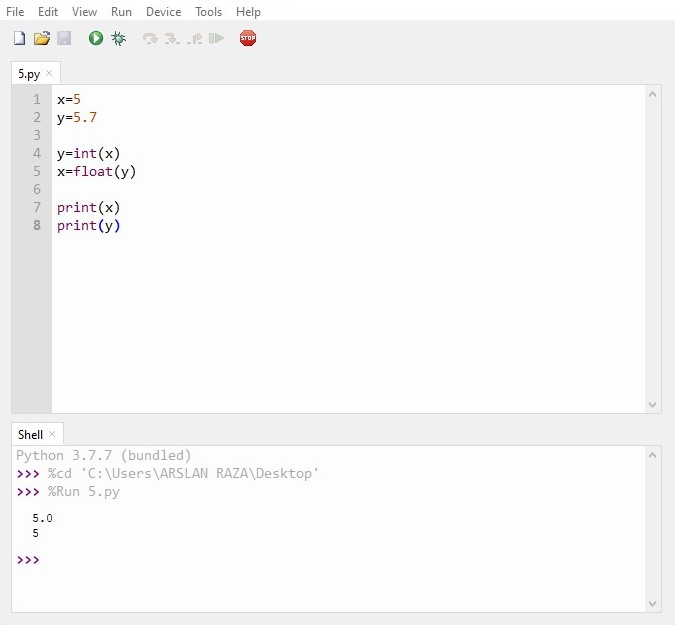 File Edit View Run Device Tools Help
STOP
5.py ×
1 x=5
2 y=5.7
3
4 y=int(x)
5 x=float(y)
6
7 print(x)
8 print(y)
Shell ×
Python 3.7.7 (bundled)
>>> %cd 'C:\Users\ARSLAN RAZA\Desktop'
>>> %Run 5.py
5.0
5
>>>